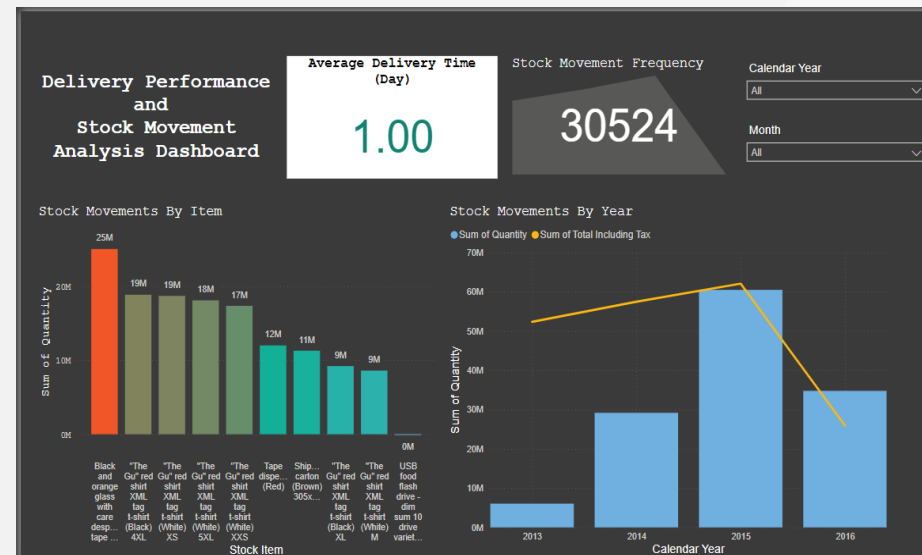 Delivery Performance
and
Stock Movement
Analysis Dashboard
Average Delivery Time
(Day)
1.00
Stock Movement Frequency
30524
Calendar Year
All
Month
All
Stock Movements By Item
25M
19M
19M
18M
17M
12M
11M
9M
9M
0M
20M
10M
0M
Sum of Quantity
Black
and
orange
glass
with
care
desp...
tape ...
"The
Gu" red
shirt
XML
tag
t-shirt
(Black)
4XL
"The
Gu" red
shirt
XML
tag
t-shirt
(White)
XS
"The
Gu" red
shirt
XML
tag
t-shirt
(White)
5XL
"The
Gu" red
shirt
XML
tag
t-shirt
(White)
XXS
Tape
dispe...
(Red)
Ship...
carton
(Brown)
305x...
"The
Gu" red
shirt
XML
tag
t-shirt
(Black)
XL
"The
Gu" red
shirt
XML
tag
t-shirt
(White)
M
USB
food
flash
drive -
dim
sum 10
drive
variet...
Stock Item
Stock Movements By Year
Sum of Quantity Sum of Total Including Tax
70M
60M
50M
40M
30M
20M
10M
0M
Sum of Quantity
2013
2014
2015
2016
Calendar Year